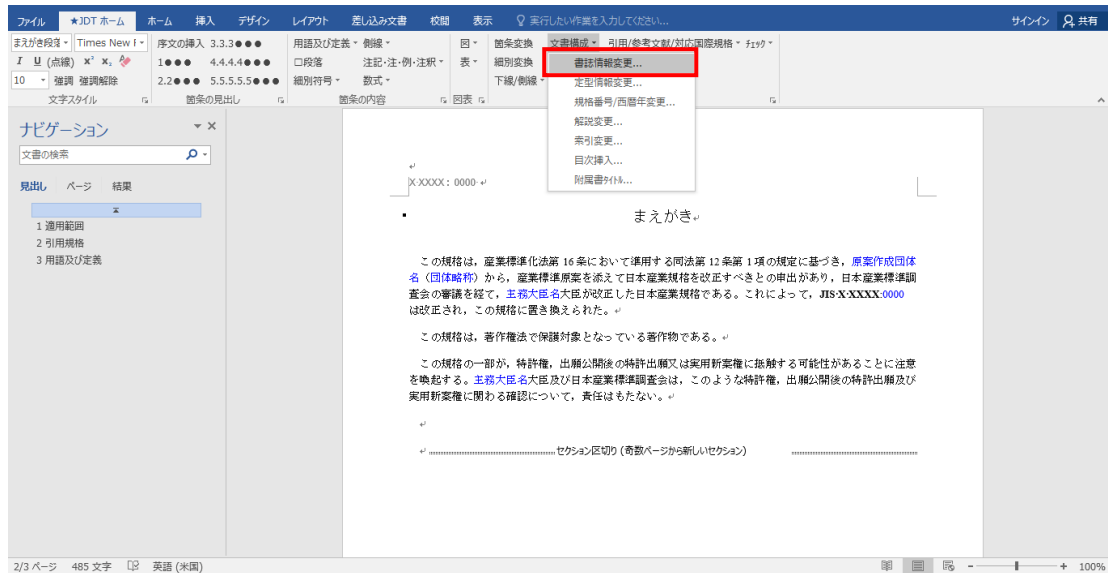 ファイル ★JDT ホーム ホーム 挿入 デザイン レイアウト 差し込み文書 校閲 表示 実行したい作業を入力してください... サインイン 共有
まえがき段落 Times New F 序文の挿入 3.3.3●●● 用語及び定義 側線 図 箇条変換 文書構成 引用/参考文献/対応国際規格 ﾁｪｯｸ
I U (点線) x² x₂ 1●●● 4.4.4.4●●● □段落 注記・注・例・注釈 表 細別変換 書誌情報変更...
10 強調 強調解除 2.2●●● 5.5.5.5.5●●● 細別符号 数式 下線/側線 定型情報変更...
文字スタイル 箇条の見出し 箇条の内容 図表 規格番号/西暦年変更...
解説変更...
索引変更...
目次挿入...
附属書ﾀｲﾄﾙ...
ナビゲーション
文書の検索
見出し ページ 結果
1 適用範囲
2 引用規格
3 用語及び定義
X XXXX：0000
まえがき
この規格は，産業標準化法第 16 条において準用する同法第 12 条第 1 項の規定に基づき，原案作成団体
名（団体略称）から，産業標準原案を添えて日本産業規格を改正すべきとの申出があり，日本産業標準調
査会の審議を経て，主務大臣名大臣が改正した日本産業規格である。これによって，JIS X XXXX:0000
は改正され，この規格に置き換えられた。
この規格は，著作権法で保護対象となっている著作物である。
この規格の一部が，特許権，出願公開後の特許出願又は実用新案権に抵触する可能性があることに注意
を喚起する。主務大臣名大臣及び日本産業標準調査会は，このような特許権，出願公開後の特許出願及び
実用新案権に関わる確認について，責任はもたない。
セクション区切り (奇数ページから新しいセクション)
2/3 ページ 485 文字 英語 (米国) 100%